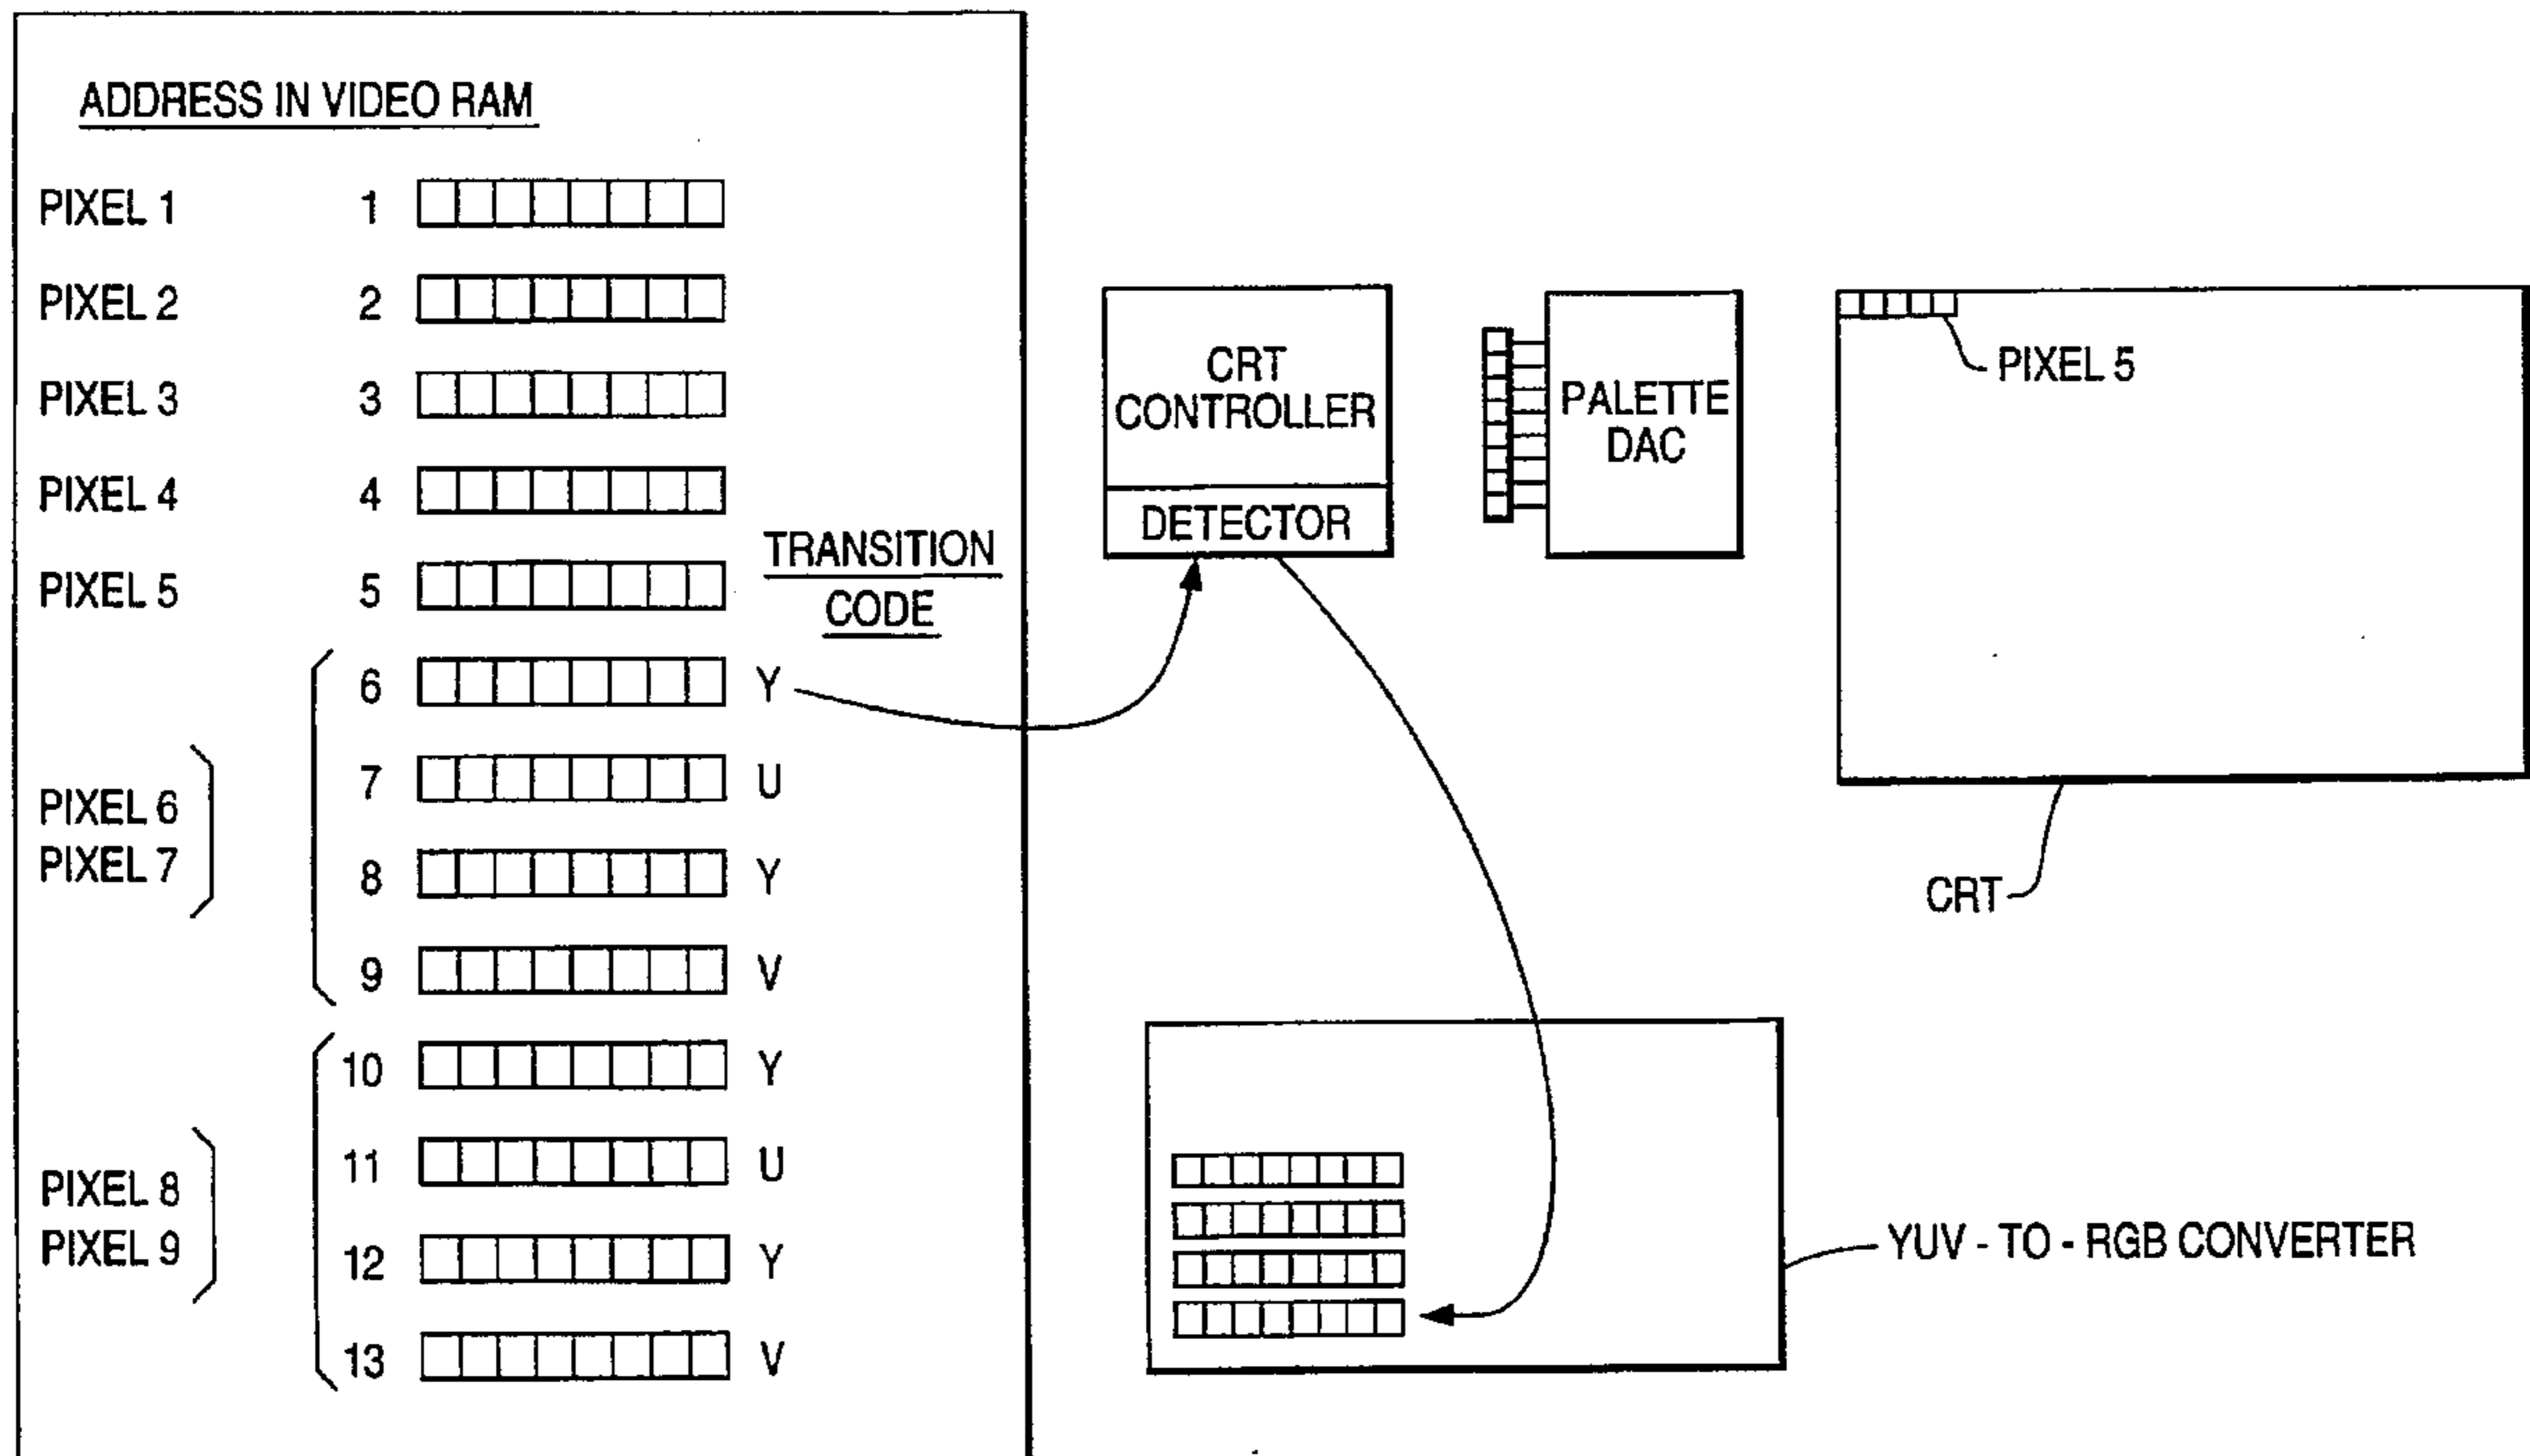 ADDRESS IN VIDEO RAM
PIXEL 1 1
PIXEL 2 2
PIXEL 3 3
PIXEL 4 4
PIXEL 5 5
TRANSITION
CODE
6 Y
7 U
PIXEL 6
PIXEL 7
8 Y
9 V
10 Y
11 U
PIXEL 8
PIXEL 9
12 Y
13 V
CRT
CONTROLLER
DETECTOR
PALETTE
DAC
PIXEL 5
CRT
YUV - TO - RGB CONVERTER